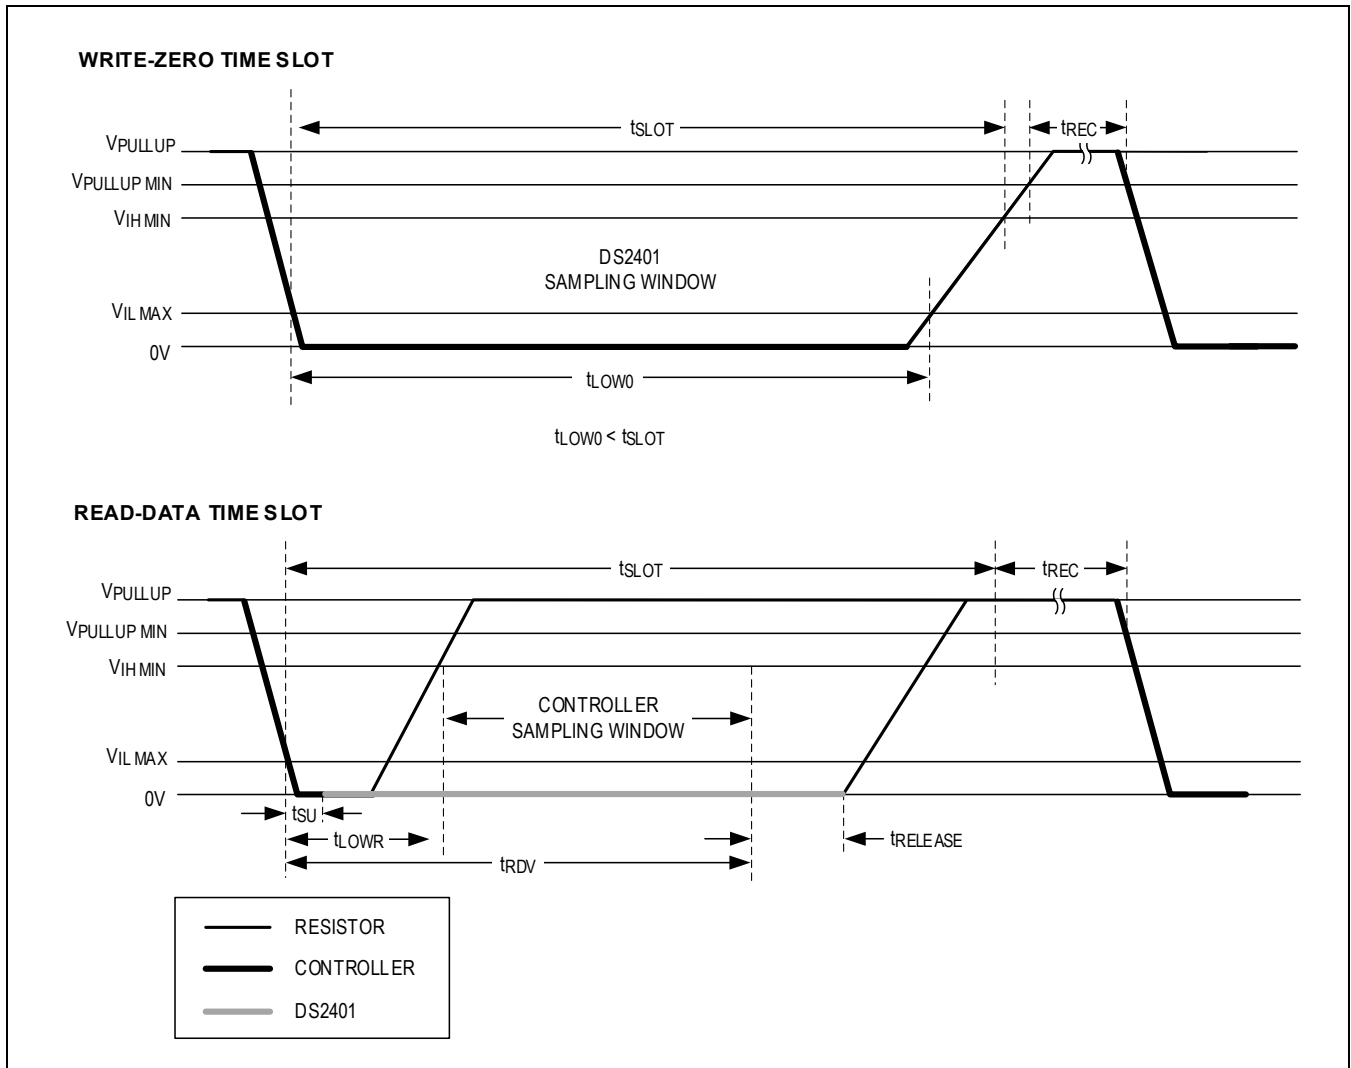 WRITE-ZERO TIME SLOT
tSLOT
tREC
VPULLUP
VPULLUP MIN
VIH MIN
DS2401
SAMPLING WINDOW
VIL MAX
0V
tLOW0
tLOW0 < tSLOT
READ-DATA TIME SLOT
tSLOT
tREC
VPULLUP
VPULLUP MIN
VIH MIN
CONTROLLER
SAMPLING WINDOW
VIL MAX
0V
tSU
tLOWR
tRELEASE
tRDV
RESISTOR
CONTROLLER
DS2401